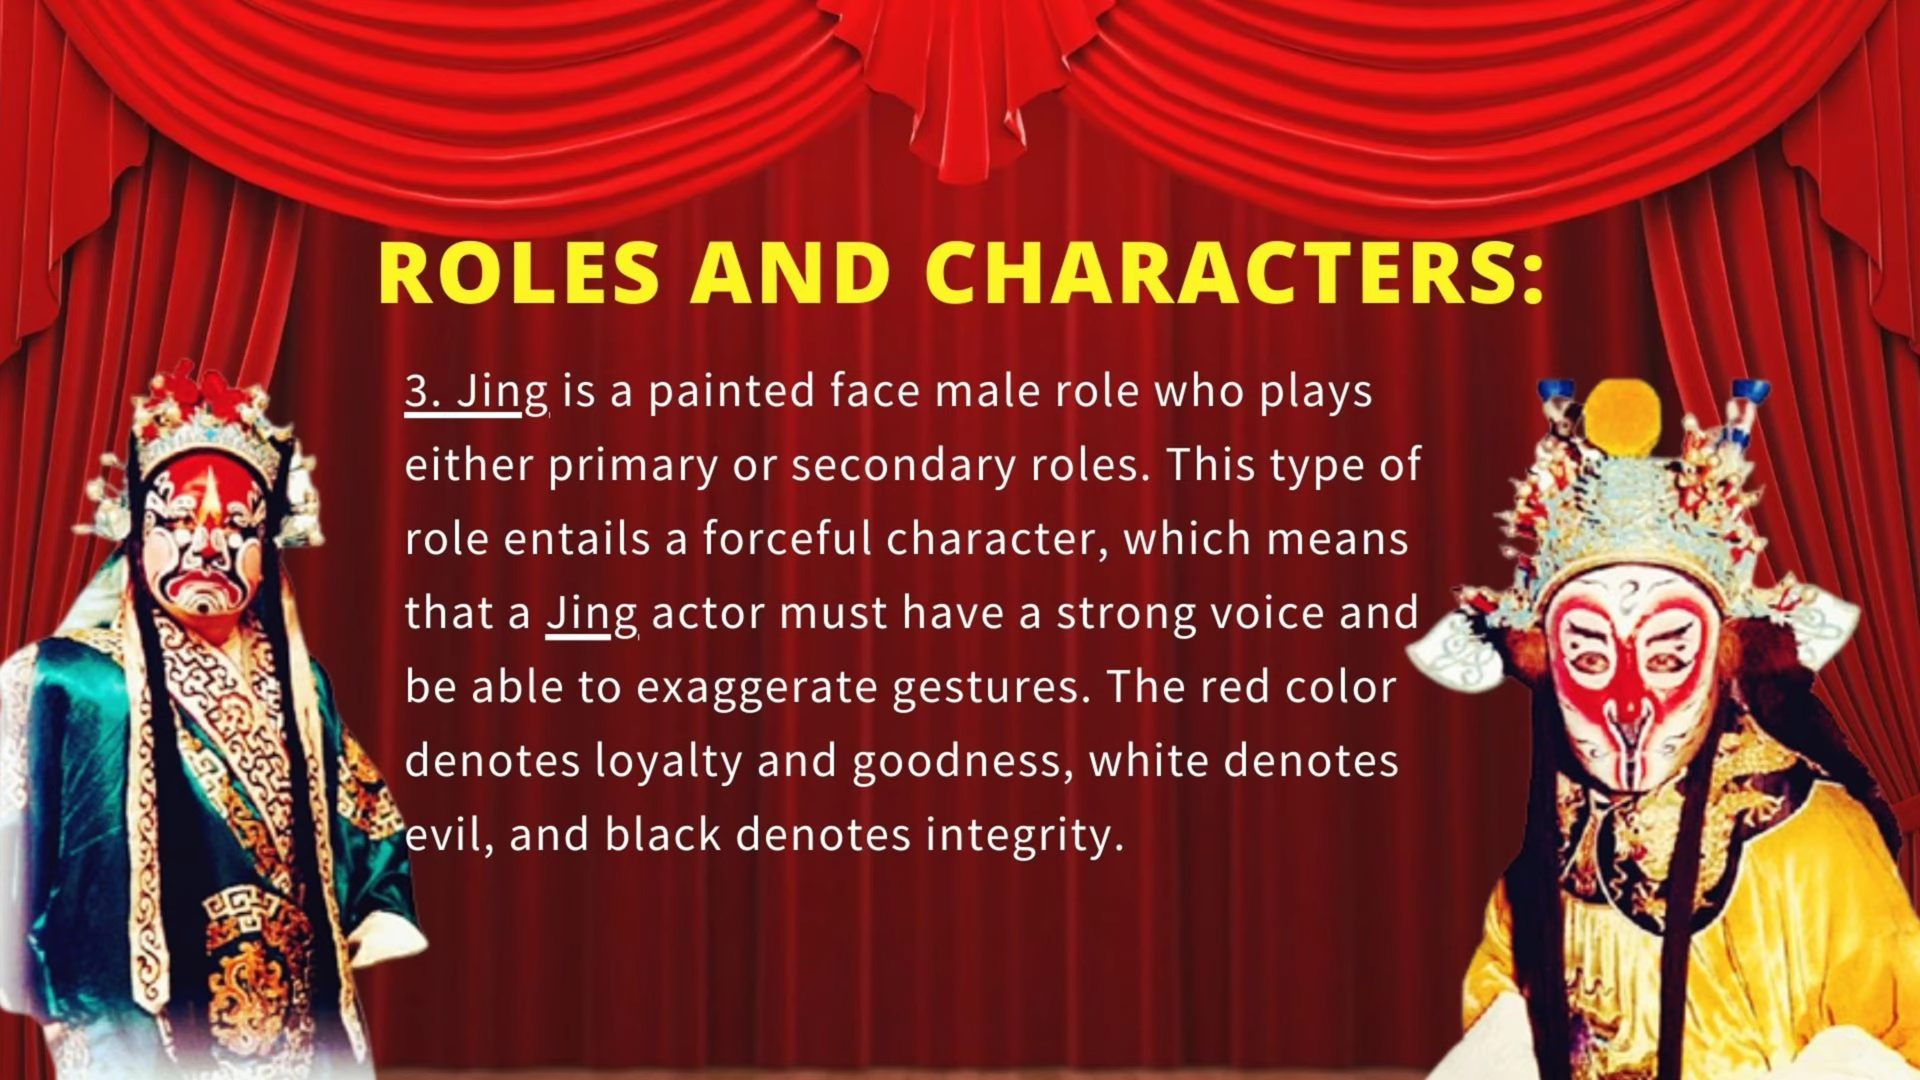 ROLES AND CHARACTERS:
3. Jing is a painted face male role who plays
either primary or secondary roles. This type of
role entails a forceful character, which means
that a Jing actor must have a strong voice and
be able to exaggerate gestures. The red color
denotes loyalty and goodness, white denotes
evil, and black denotes integrity.